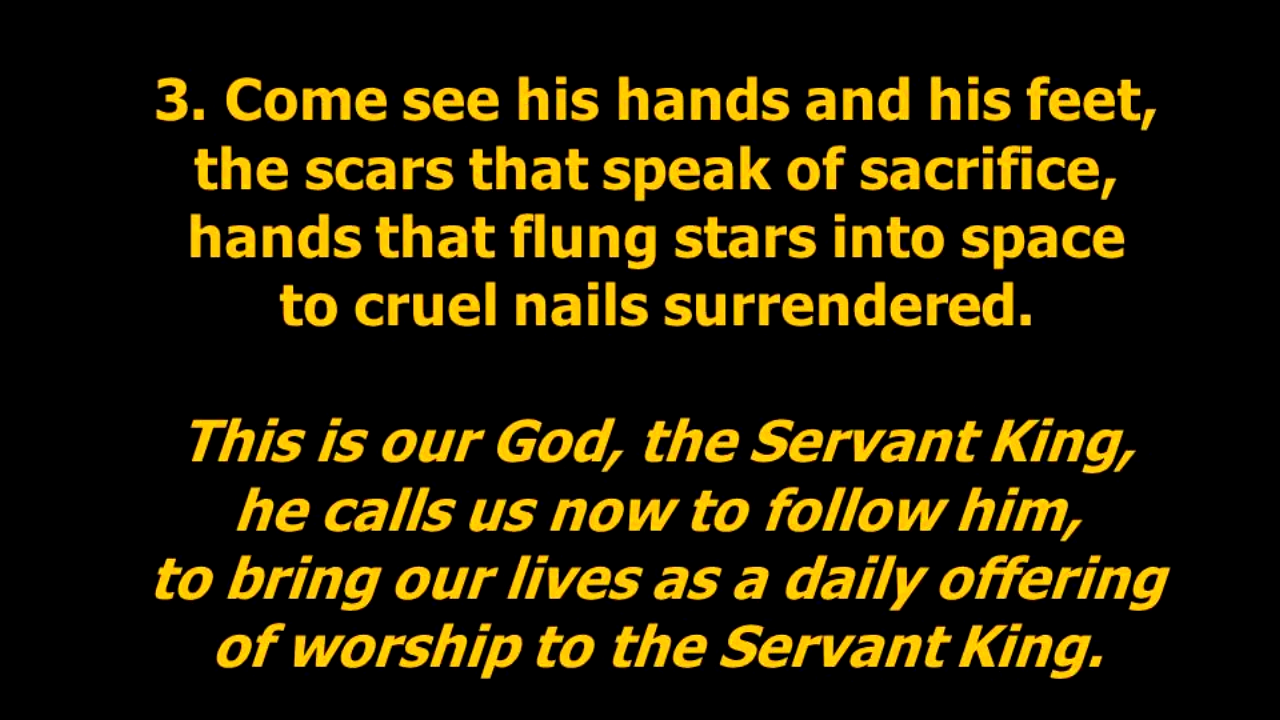 3. Come see his hands and his feet,
the scars that speak of sacrifice,
hands that flung stars into space
to cruel nails surrendered.
This is our God, the Servant King,
he calls us now to follow him,
to bring our lives as a daily offering
of worship to the Servant King.